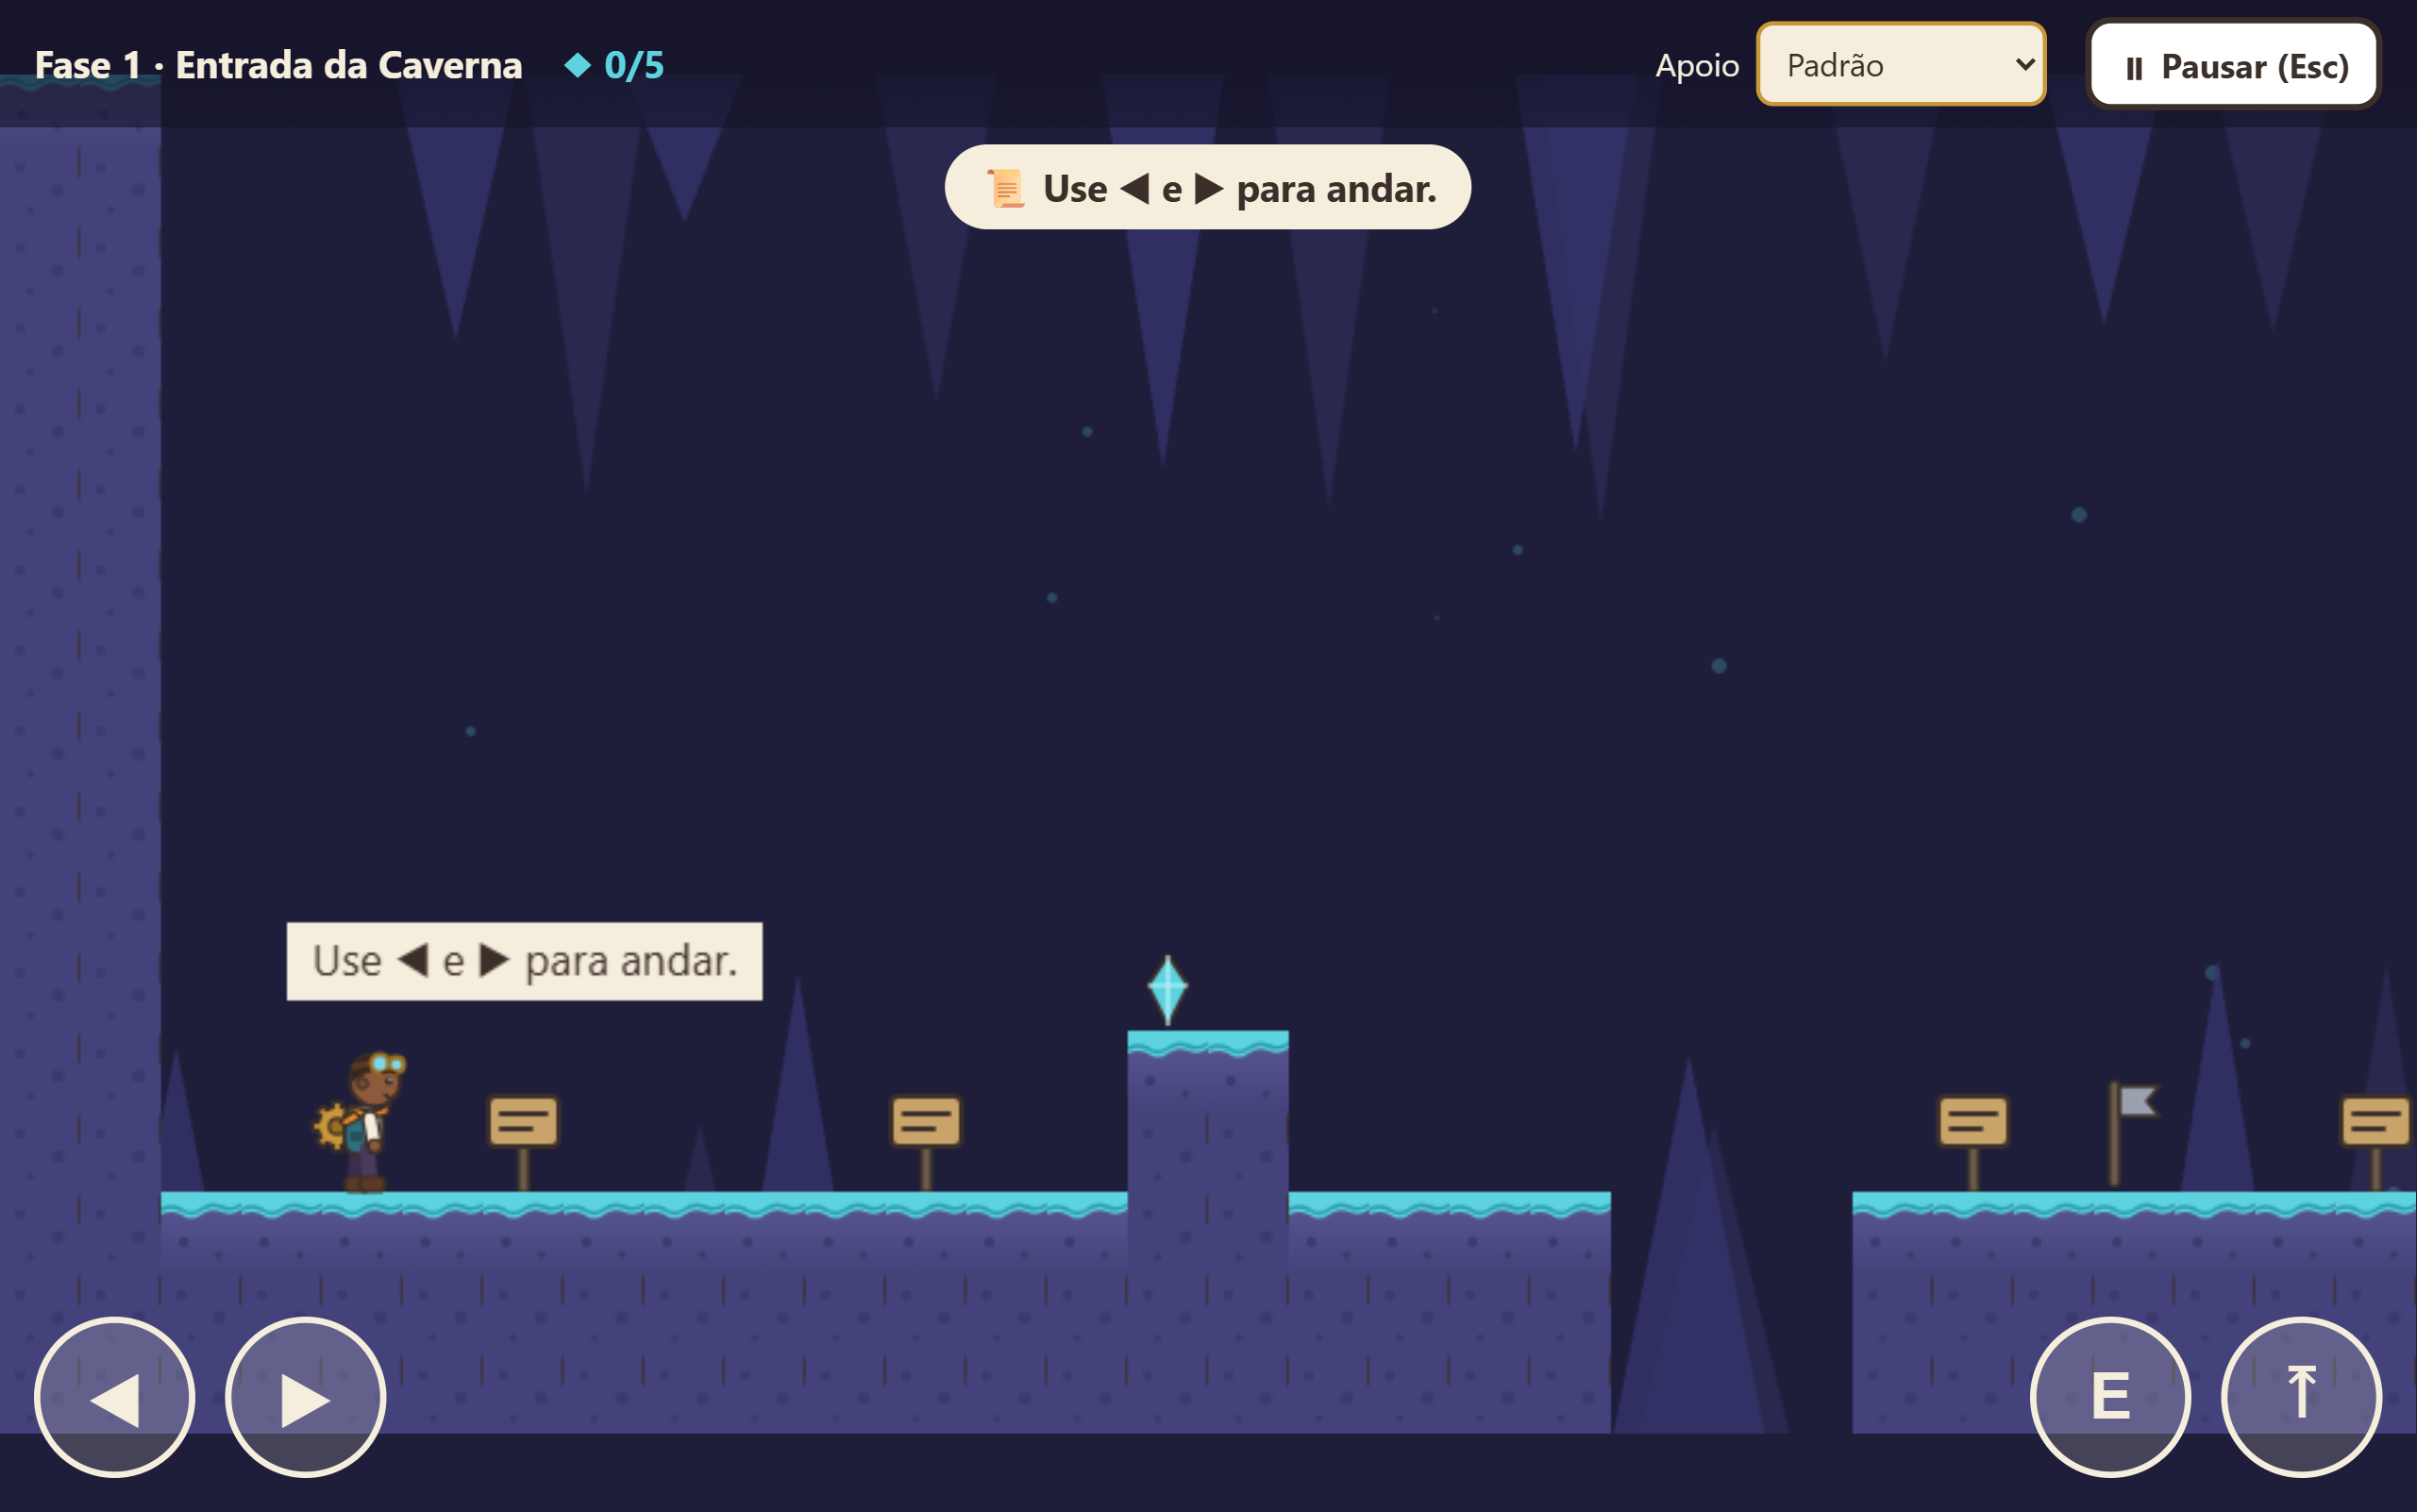 Fase 1 · Entrada da Caverna ◆ 0/5 Apoio Padrão ⏸ Pausar (Esc)
📜 Use ◀ e ▶ para andar.
Use ◀ e ▶ para andar.
◀ ▶ E ⤒